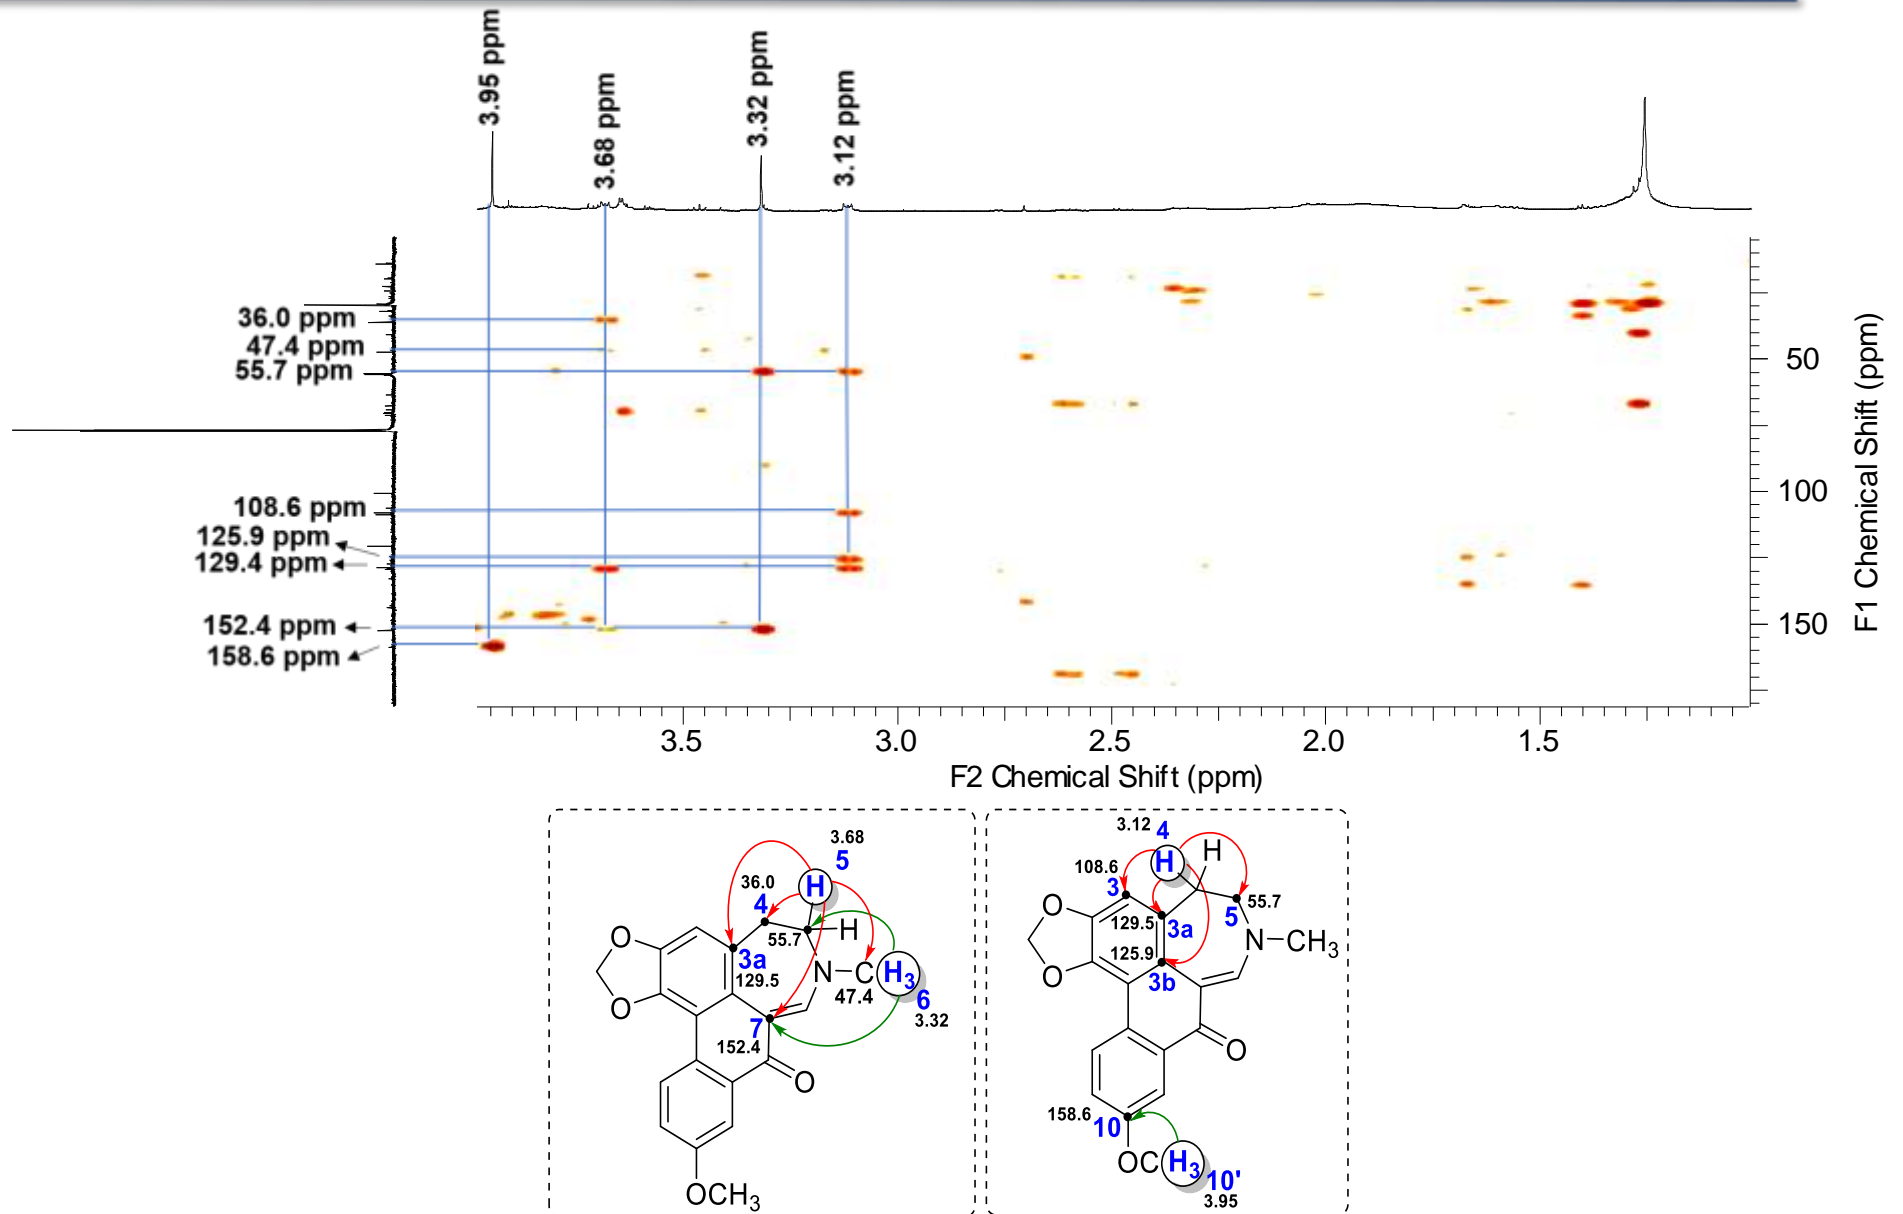 3.95 ppm
3.68 ppm
3.32 ppm
3.12 ppm
36.0 ppm
47.4 ppm
55.7 ppm
108.6 ppm
125.9 ppm
129.4 ppm
152.4 ppm
158.6 ppm
50
100
150
F1 Chemical Shift (ppm)
3.5 3.0 2.5 2.0 1.5
F2 Chemical Shift (ppm)
3.68
5
H
36.0
4
55.7
H
O
O
3a
129.5
N
C
H3
6
47.4
3.32
7
152.4
O
OCH3
3.12
4
H
H
108.6
3
O
O
129.5
3a
55.7
5
125.9
3b
N
CH3
O
158.6
10
OC
H3
10'
3.95